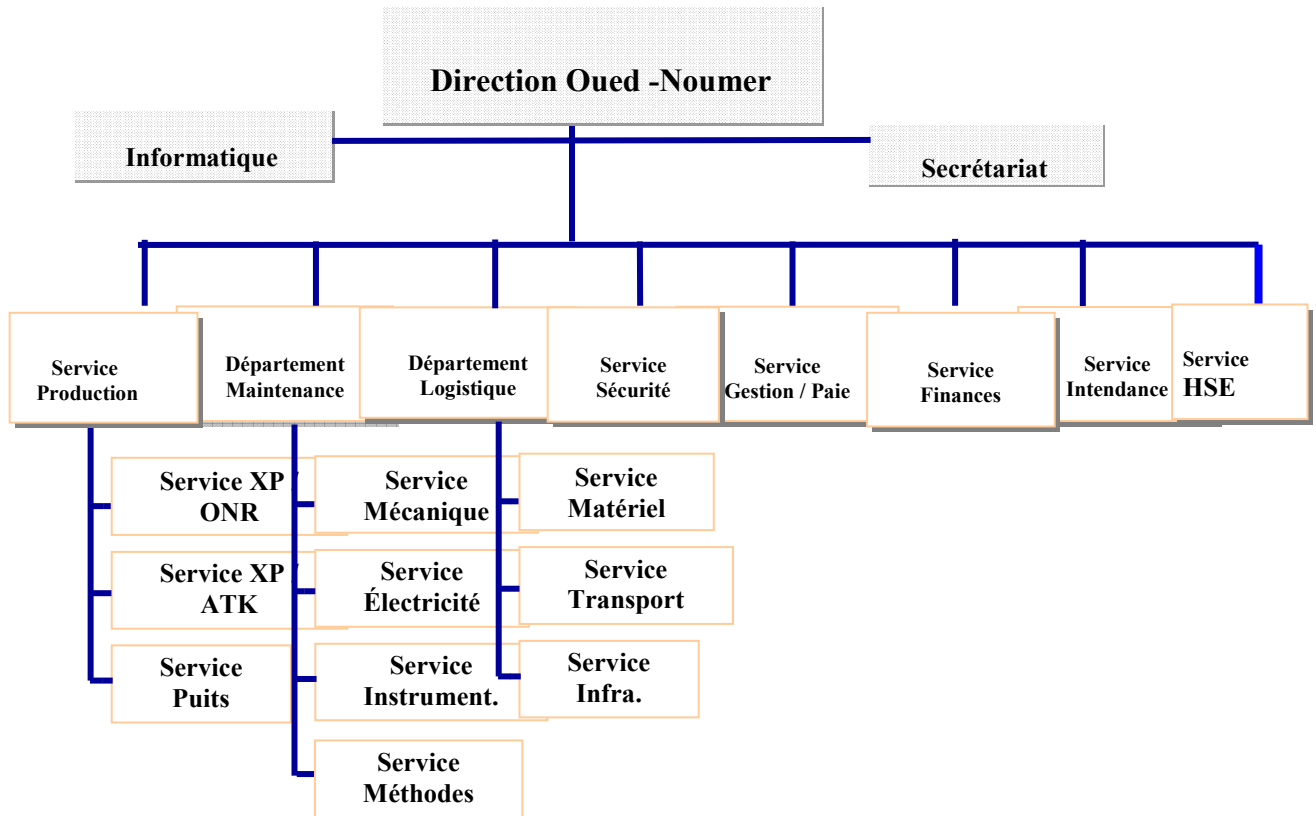 Direction Oued -Noumer
Informatique
Secrétariat
Service
Production
Département
Maintenance
Département
Logistique
Service
Sécurité
Service
Gestion / Paie
Service
Finances
Service
Intendance
Service
HSE
Service XP /
ONR
Service XP /
ATK
Service
Puits
Service
Mécanique
Service
Électricité
Service
Instrument.
Service
Méthodes
Service
Matériel
Service
Transport
Service
Infra.